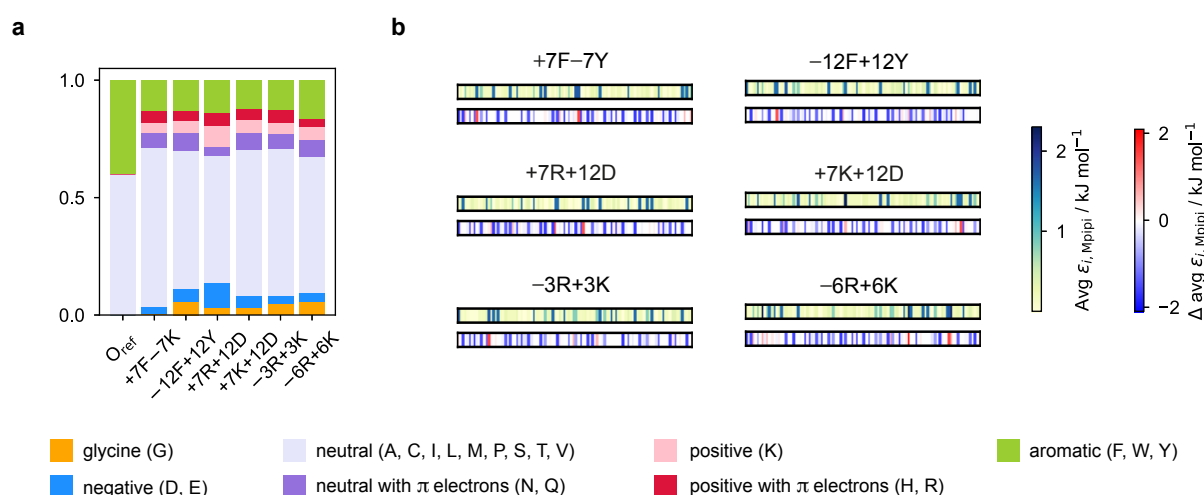 a
b
1.0
0.5
0.0
O_ref
+7F−7K
−12F+12Y
+7R+12D
+7K+12D
−3R+3K
−6R+6K
+7F−7Y
−12F+12Y
+7R+12D
+7K+12D
−3R+3K
−6R+6K
2
1
Avg ε_i, Mpipi / kJ mol⁻¹
2
0
−2
Δ avg ε_i, Mpipi / kJ mol⁻¹
glycine (G)
neutral (A, C, I, L, M, P, S, T, V)
positive (K)
aromatic (F, W, Y)
negative (D, E)
neutral with π electrons (N, Q)
positive with π electrons (H, R)